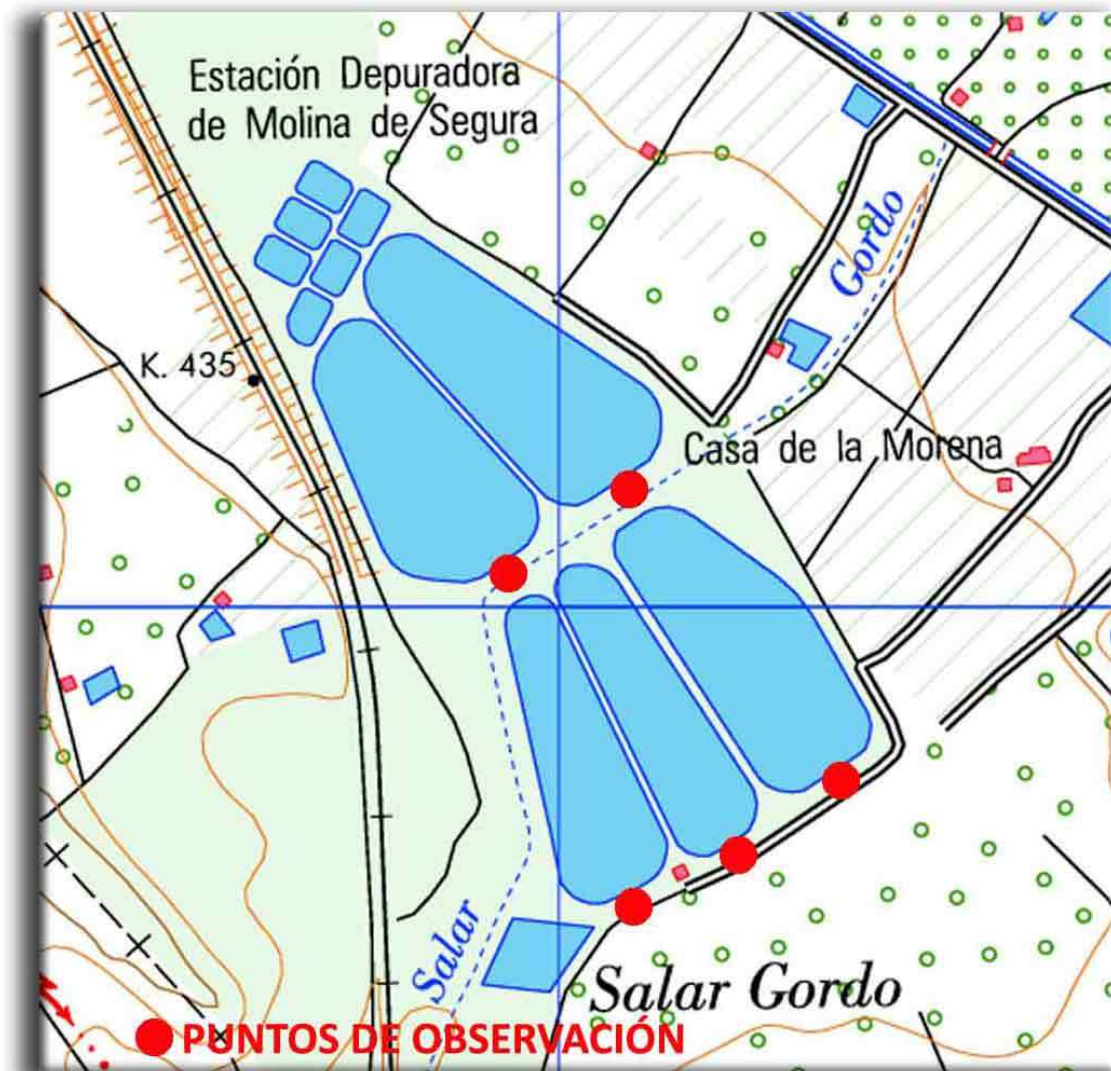 Estación Depuradora
de Molina de Segura
Gordo
K. 435
Casa de la Morena
Salar
Salar Gordo
PUNTOS DE OBSERVACIÓN